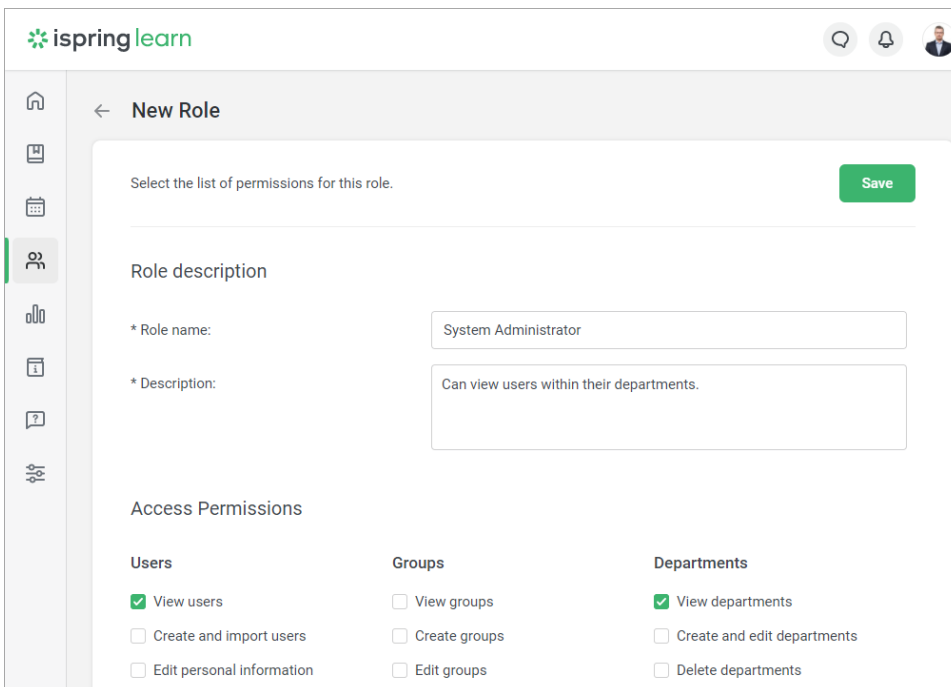 ispring learn
New Role
Select the list of permissions for this role.
Save
Role description
* Role name:
System Administrator
* Description:
Can view users within their departments.
Access Permissions
Users
Groups
Departments
View users
View groups
View departments
Create and import users
Create groups
Create and edit departments
Edit personal information
Edit groups
Delete departments